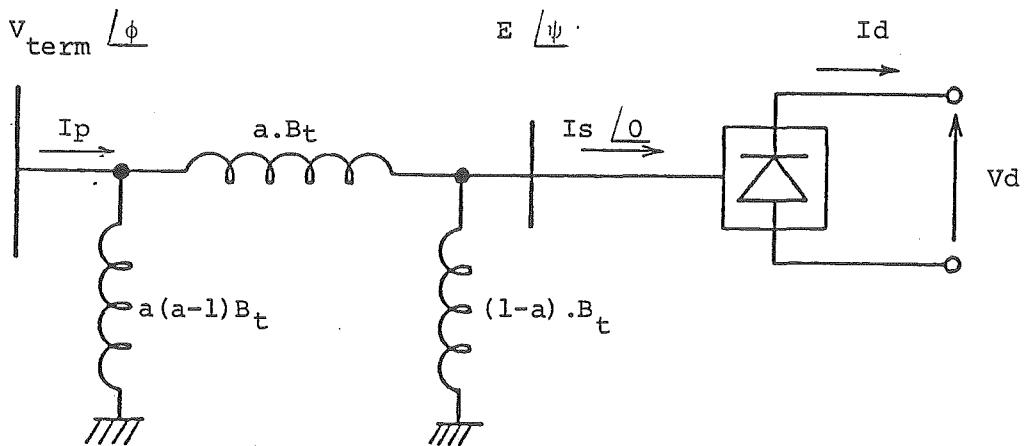 V_term ∠ϕ
E ∠ψ
Id
Ip
a.B_t
Is ∠0
Vd
a(a-1)B_t
(1-a).B_t